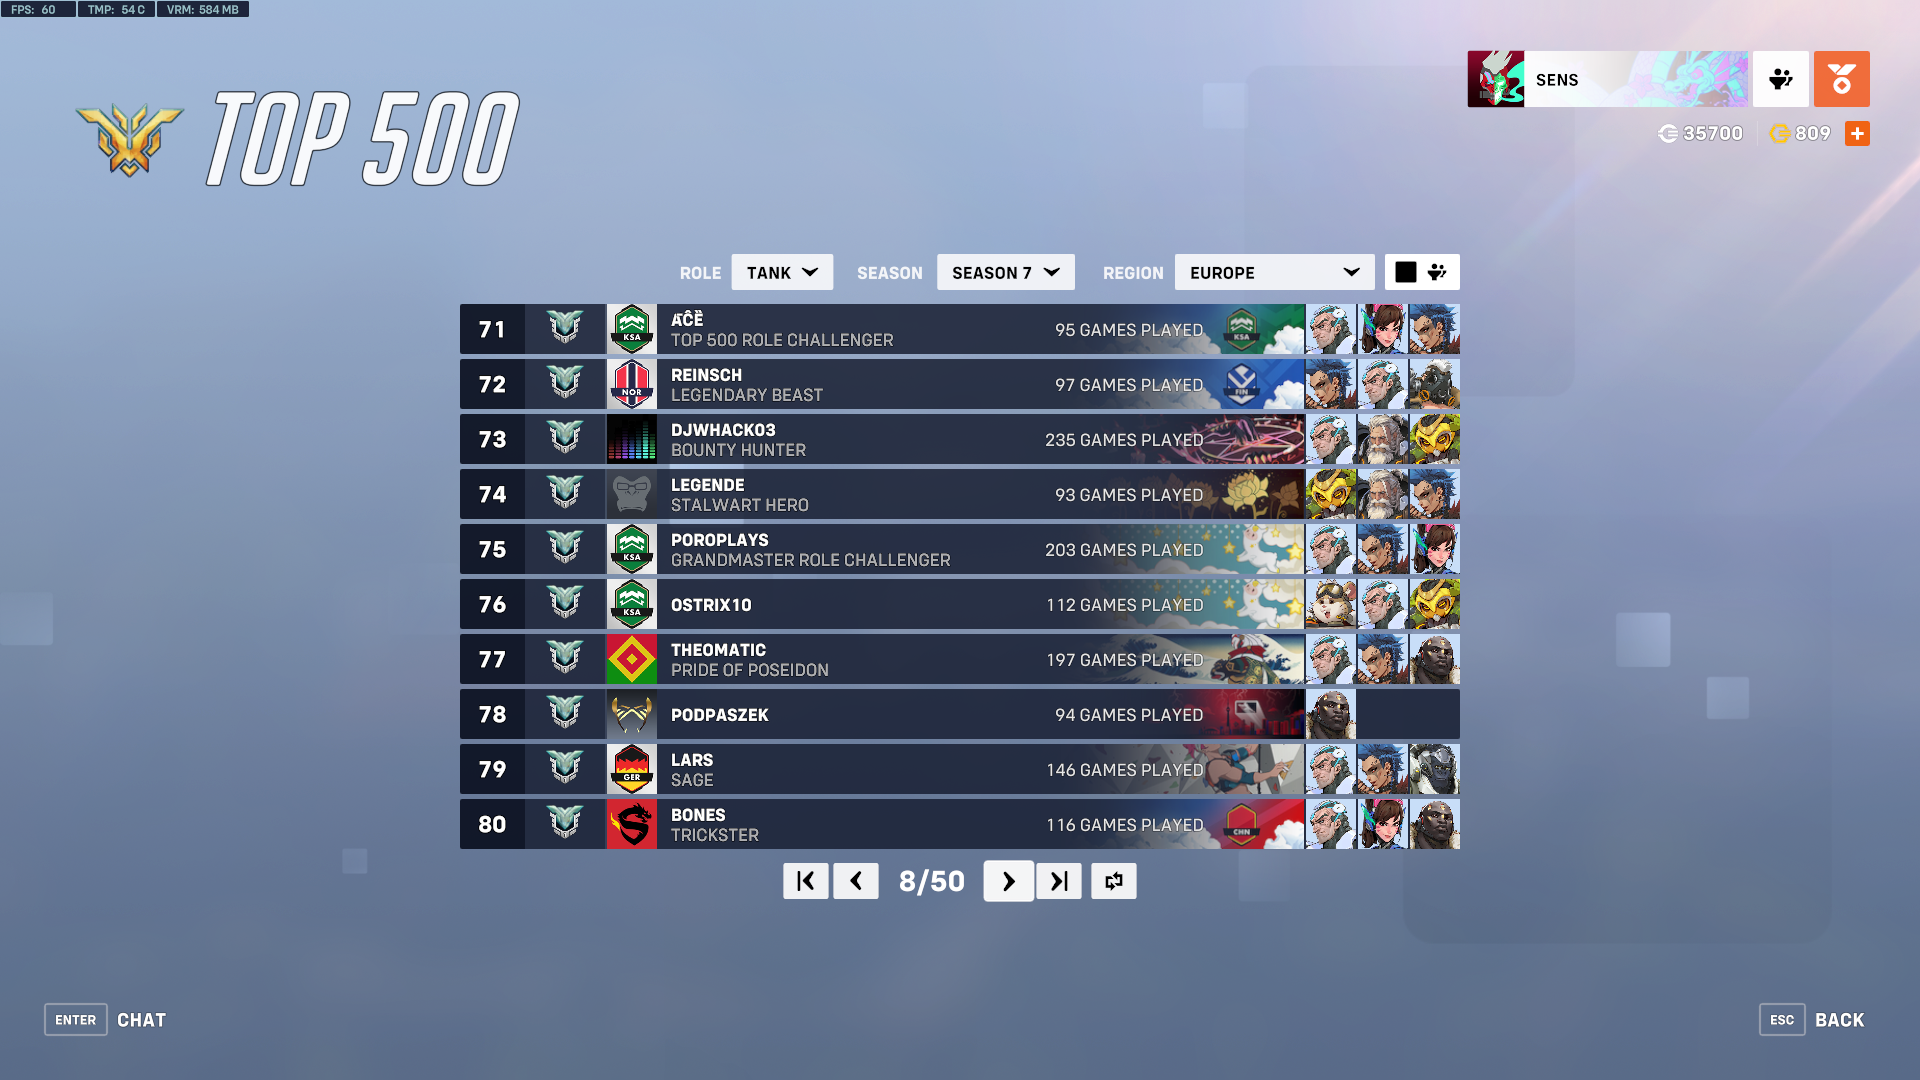 FPS: 60 TMP: 54 C VRM: 584 MB
TOP 500
SENS
35700 809
ROLE TANK SEASON SEASON 7 REGION EUROPE
71 KSA ÃĈȄ 95 GAMES PLAYED KSA
TOP 500 ROLE CHALLENGER
72 NOR REINSCH 97 GAMES PLAYED FIN
LEGENDARY BEAST
73 DJWHACK03 235 GAMES PLAYED
BOUNTY HUNTER
74 LEGENDE 93 GAMES PLAYED
STALWART HERO
75 KSA POROPLAYS 203 GAMES PLAYED
GRANDMASTER ROLE CHALLENGER
76 KSA OSTRIX10 112 GAMES PLAYED
77 THEOMATIC 197 GAMES PLAYED
PRIDE OF POSEIDON
78 PODPASZEK 94 GAMES PLAYED
79 GER LARS 146 GAMES PLAYED
SAGE
80 BONES 116 GAMES PLAYED CHN
TRICKSTER
8/50
ENTER CHAT
ESC BACK